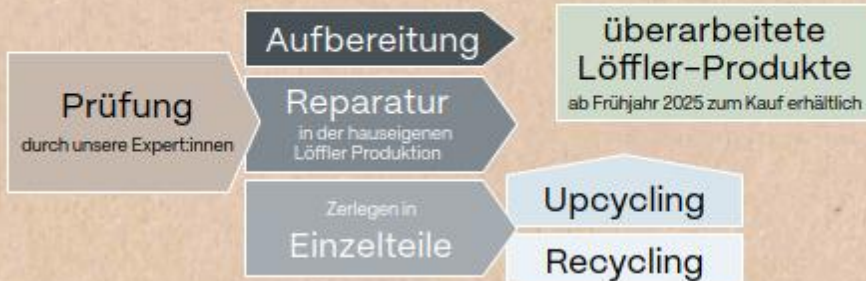 Prüfung
durch unsere Expert:innen
Aufbereitung
Reparatur
in der hauseigenen
Löffler Produktion
Zerlegen in
Einzelteile
überarbeitete
Löffler-Produkte
ab Frühjahr 2025 zum Kauf erhältlich
Upcycling
Recycling